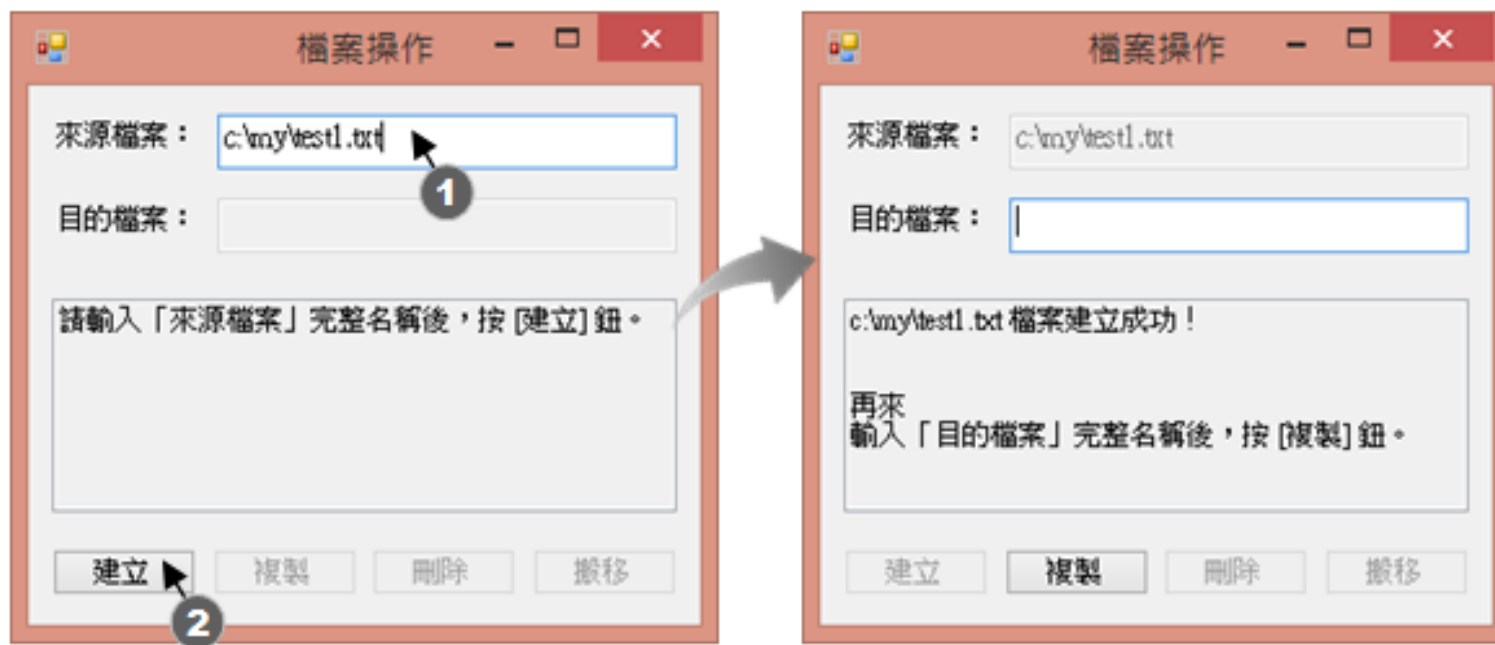 檔案操作
來源檔案：
c:\my\test1.txt
1
目的檔案：
請輸入「來源檔案」完整名稱後，按 [建立] 鈕。
建立
複製
刪除
搬移
2
檔案操作
來源檔案：
c:\my\test1.txt
目的檔案：
c:\my\test1.txt 檔案建立成功！
再來
輸入「目的檔案」完整名稱後，按 [複製] 鈕。
建立
複製
刪除
搬移